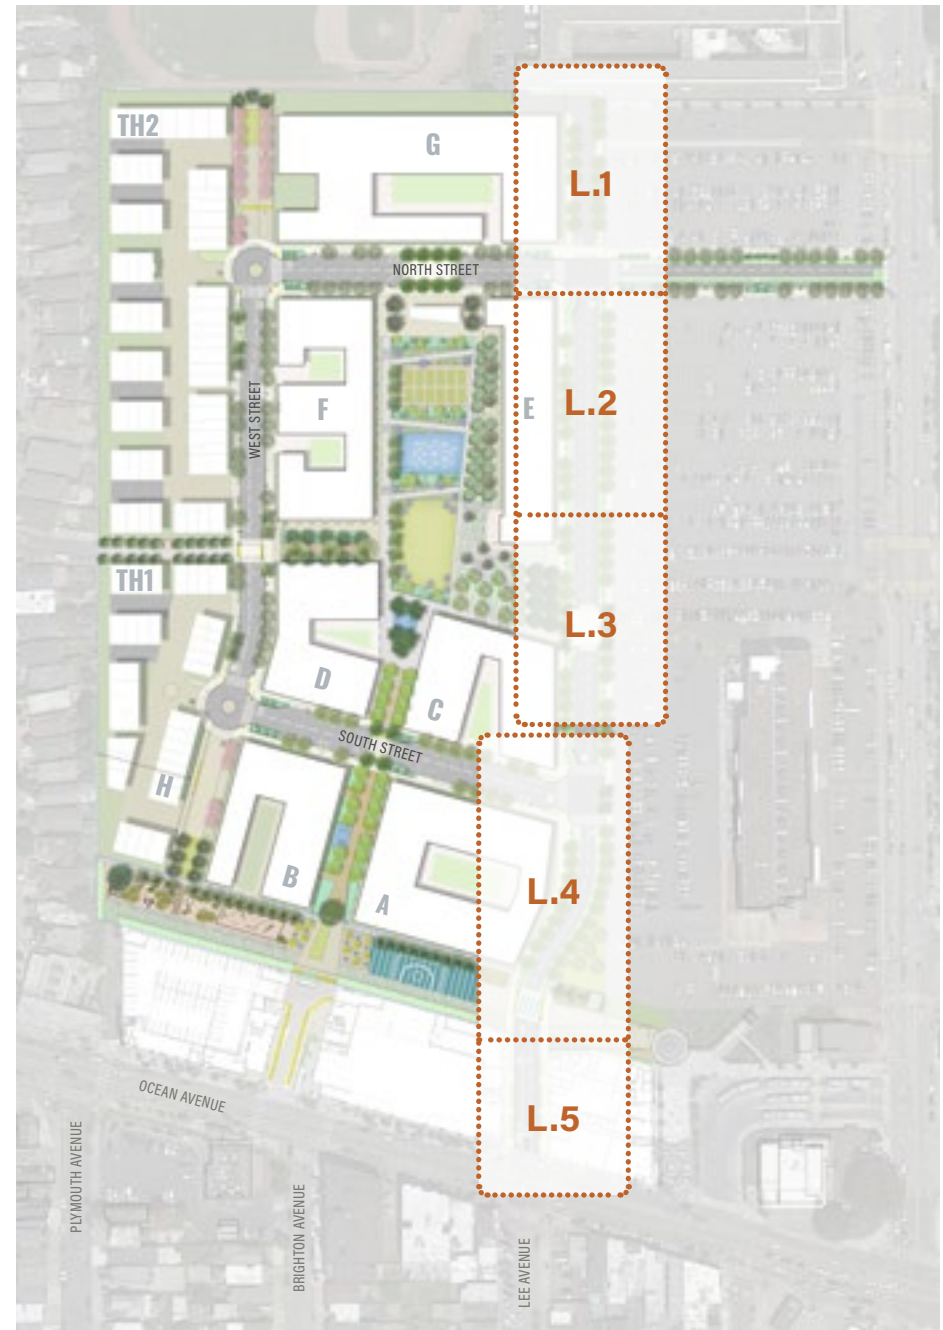 TH2
G
L.1
NORTH STREET
WEST STREET
F
E
L.2
TH1
L.3
D
C
SOUTH STREET
H
B
A
L.4
OCEAN AVENUE
L.5
PLYMOUTH AVENUE
BRIGHTON AVENUE
LEE AVENUE